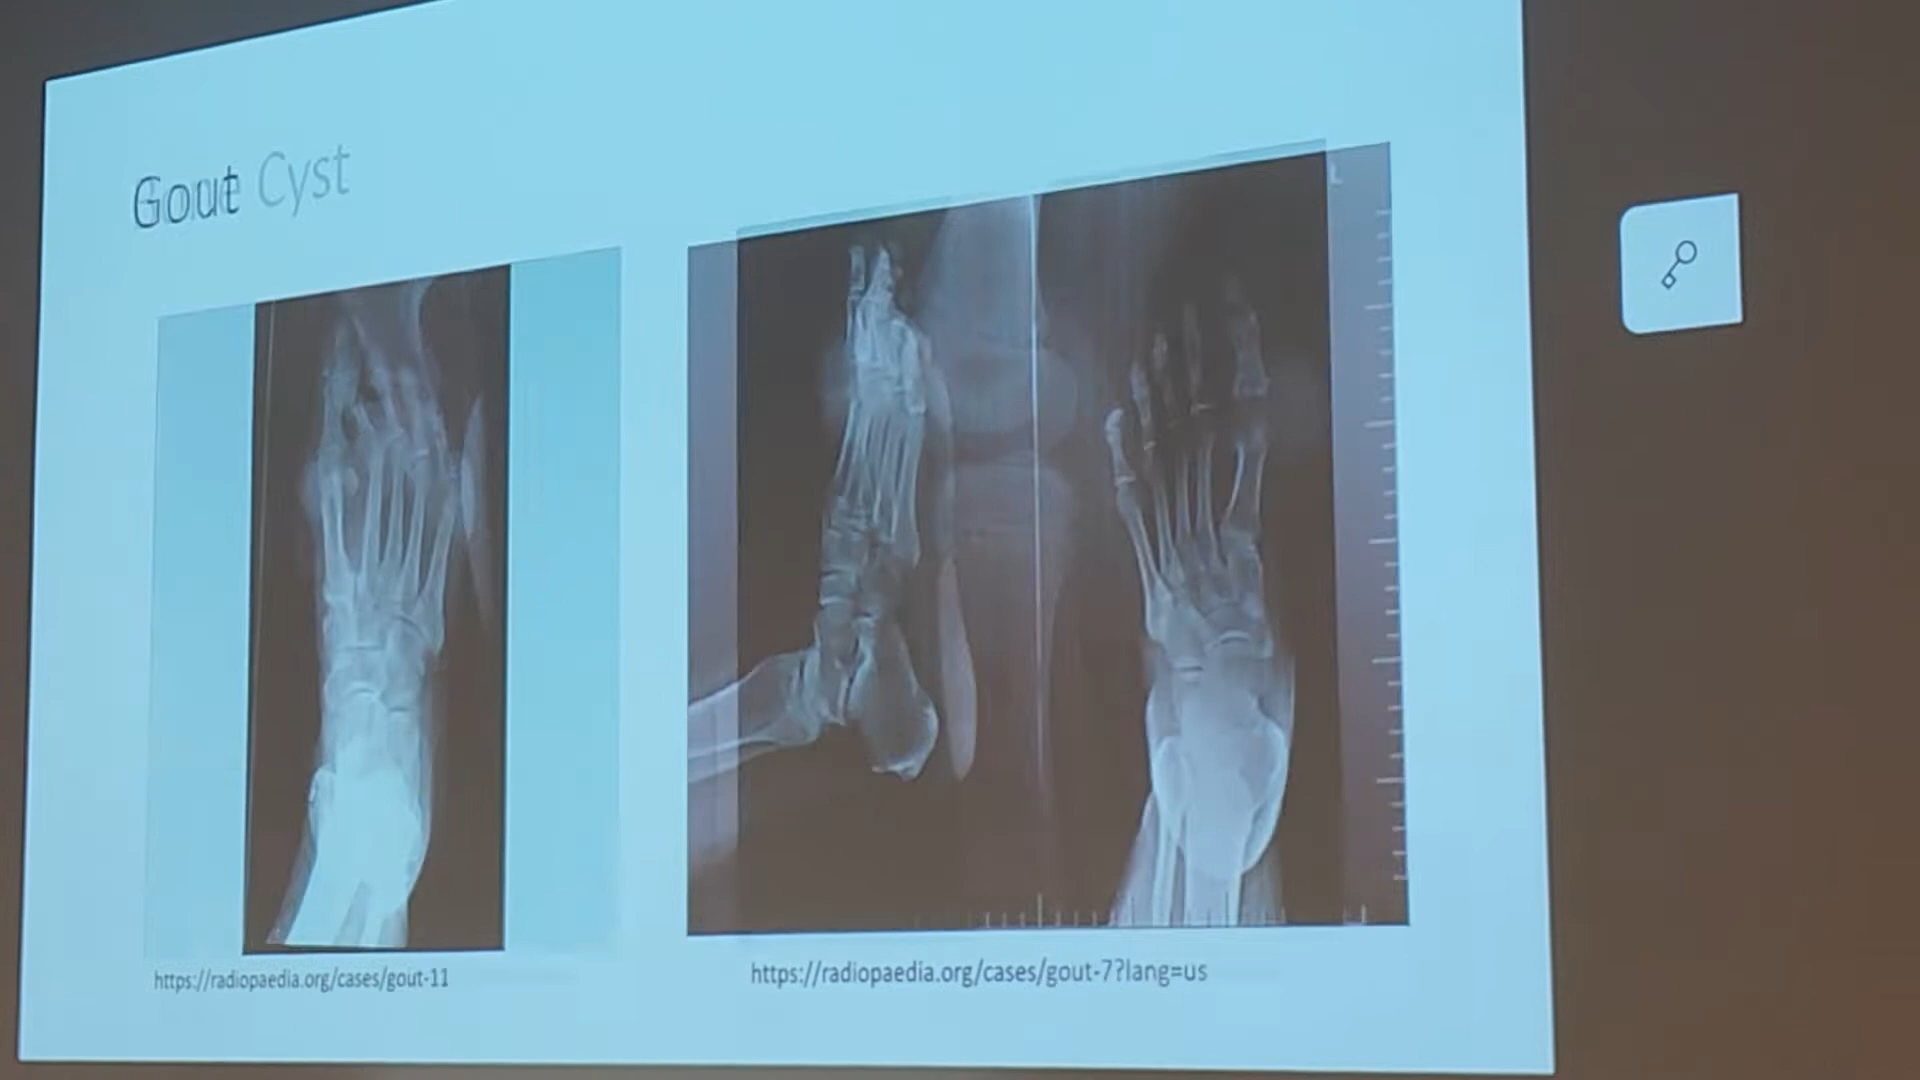 Gout Cyst
L
https://radiopaedia.org/cases/gout-11
https://radiopaedia.org/cases/gout-7?lang=us